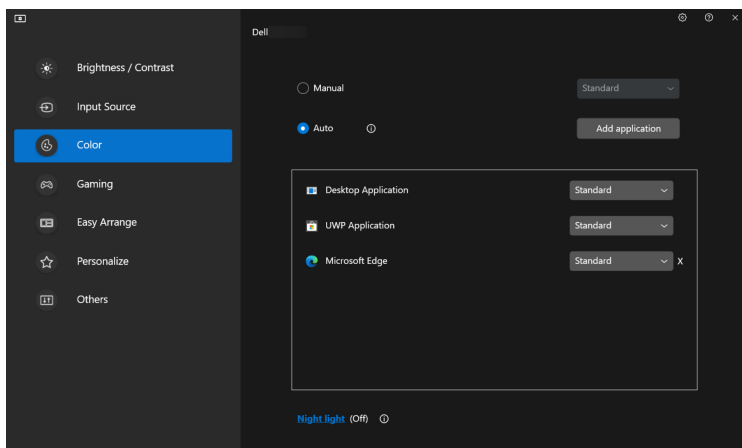 Dell
Brightness / Contrast
Input Source
Color
Gaming
Easy Arrange
Personalize
Others
Manual
Standard
Auto
Add application
Desktop Application
Standard
UWP Application
Standard
Microsoft Edge
Standard
X
Night light (Off)